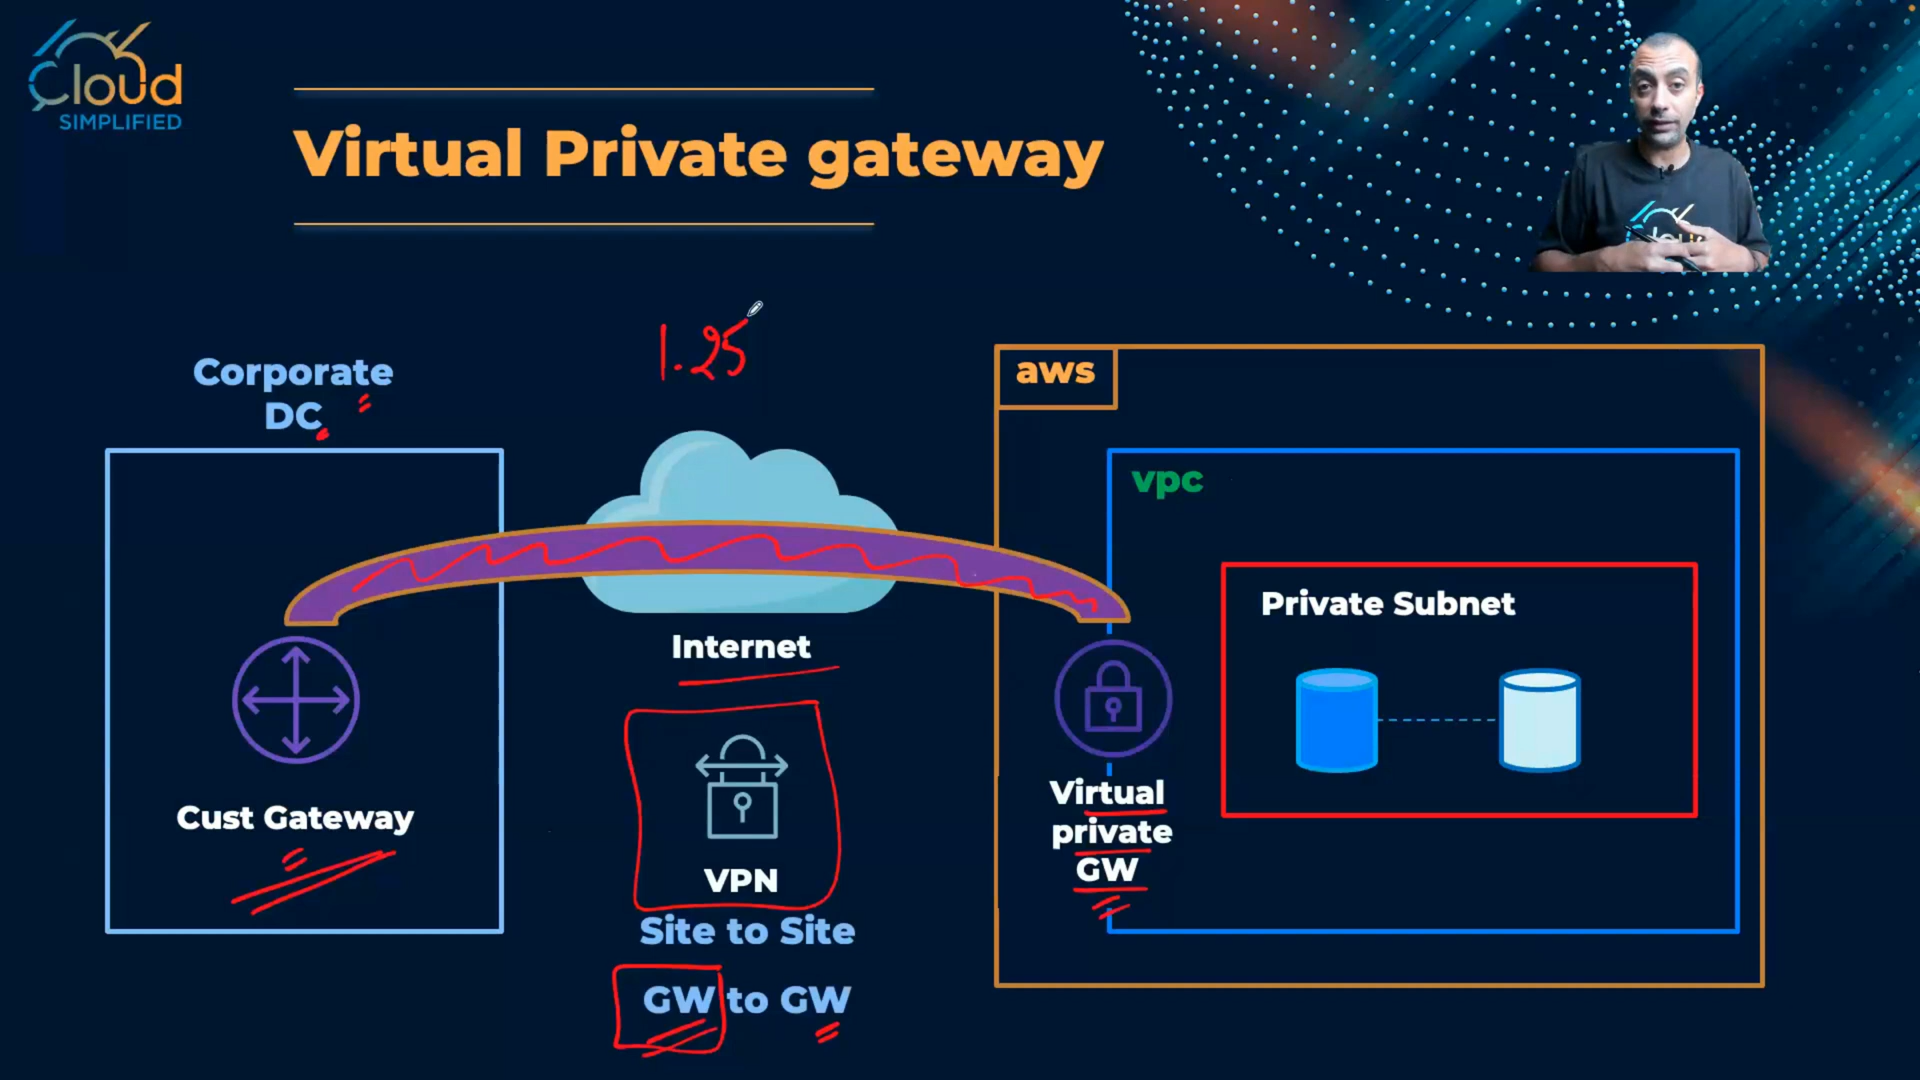 Cloud
SIMPLIFIED
Virtual Private gateway
1.25
Corporate
DC
aws
vpc
Private Subnet
Internet
Cust Gateway
VPN
Site to Site
GW to GW
Virtual
private
GW
Cloud